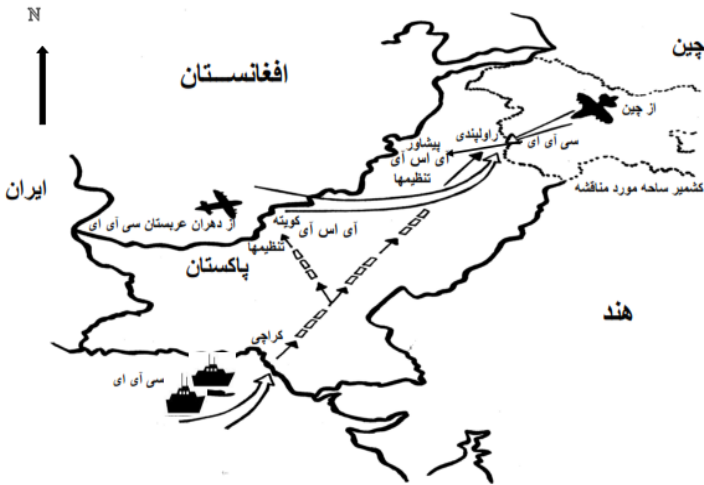 N
چین
افغانســتان
از چین
راولپندی
سی آی ای
پیشاور
آی اس آی
تنظیمها
کشمیر ساحه مورد مناقشه
ایران
از دهران عربستان سی آی ای
کویته
آی اس آی
تنظیمها
پاکستان
هند
کراچی
سی آی ای